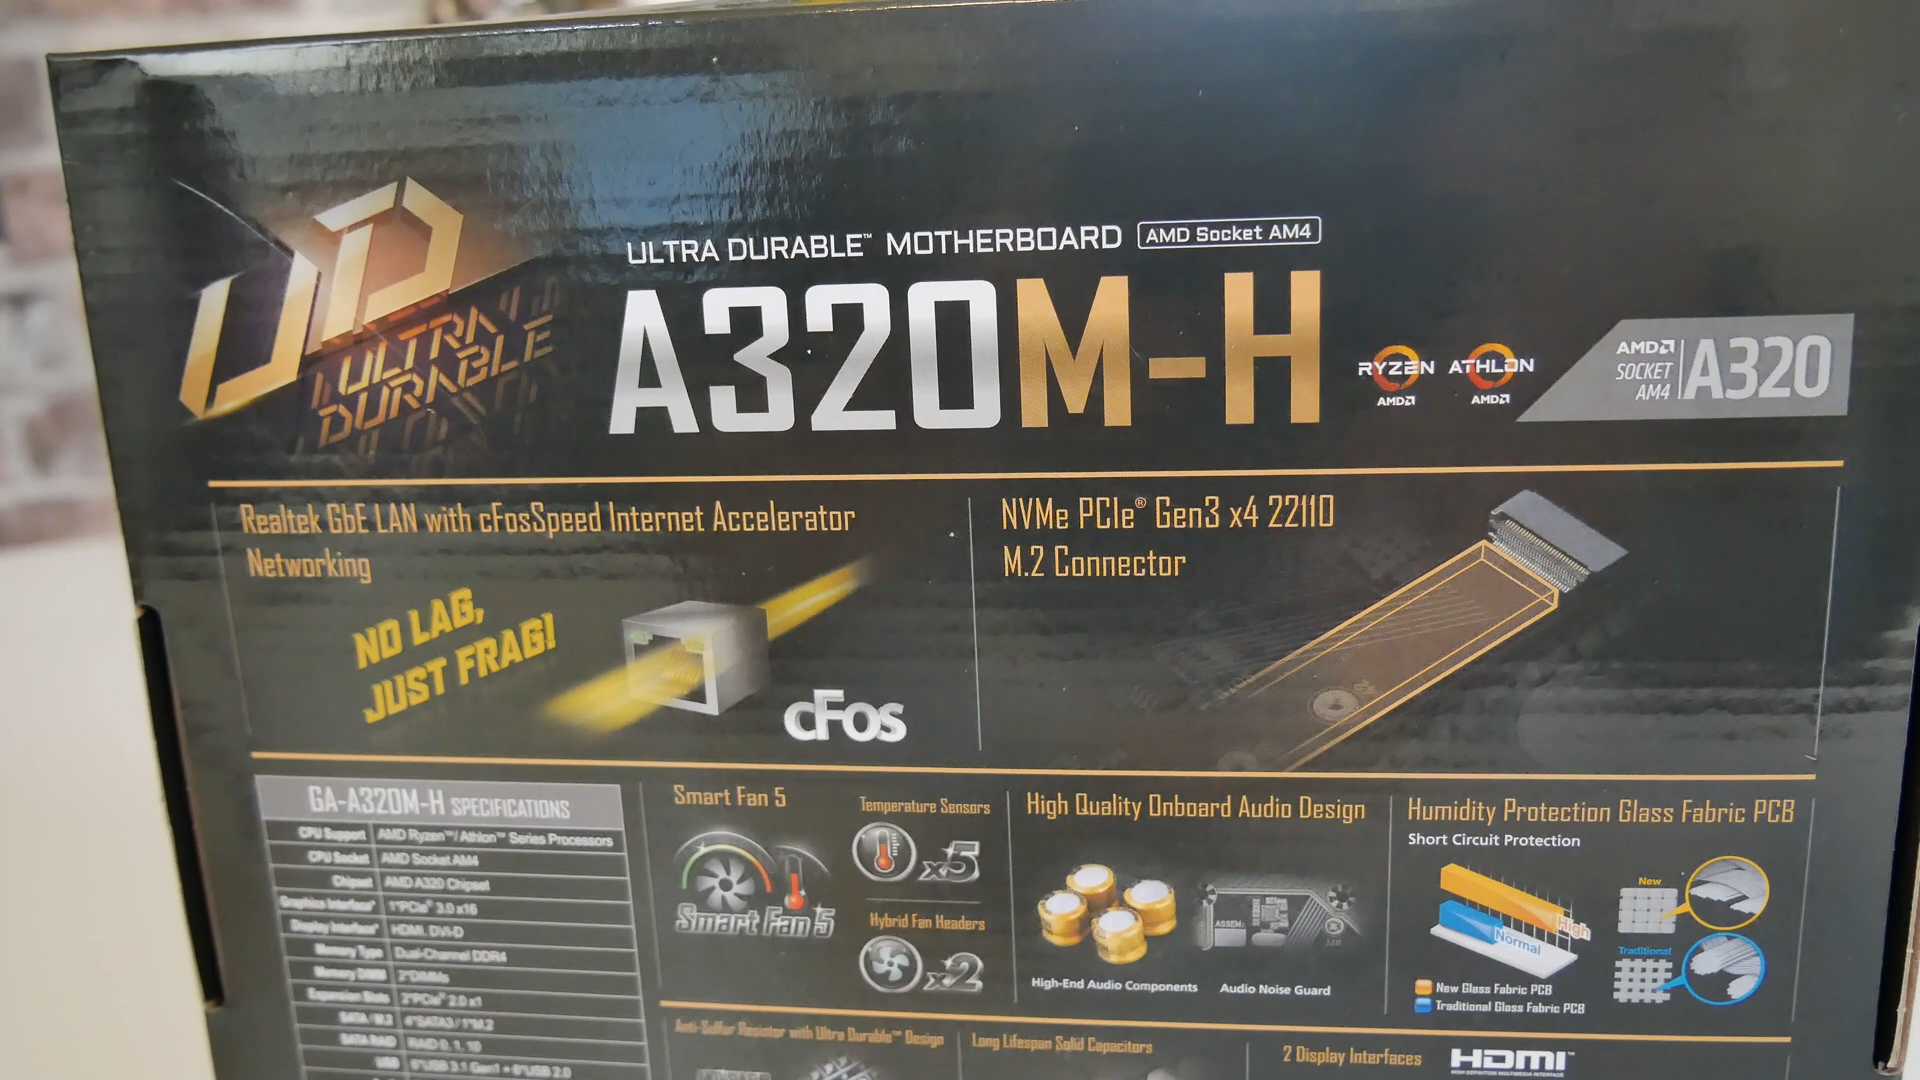 ULTRA DURABLE™ MOTHERBOARD AMD Socket AM4
UD
ULTRA
DURABLE
A320M-H
RYZEN
AMD
ATHLON
AMD
AMD
SOCKET
AM4
A320
Realtek GbE LAN with cFosSpeed Internet Accelerator
Networking
NO LAG,
JUST FRAG!
cFos
NVMe PCIe® Gen3 x4 22110
M.2 Connector
GA-A320M-H SPECIFICATIONS
CPU Support AMD Ryzen™/Athlon™ Series Processors
CPU Socket AMD Socket AM4
Chipset AMD A320 Chipset
Graphics Interface* 1*PCIe® 3.0 x16
Display Interface* HDMI, DVI-D
Memory Type Dual-Channel DDR4
Memory DIMM 2*DIMMs
Expansion Slots 2*PCIe® 2.0 x1
SATA / M.2 4*SATA3 / 1*M.2
SATA RAID RAID 0, 1, 10
USB 6*USB 3.1 Gen1 + 6*USB 2.0
Smart Fan 5
Smart Fan 5
Temperature Sensors
x5
Hybrid Fan Headers
x2
High Quality Onboard Audio Design
ASSEM:
110
High-End Audio Components
Audio Noise Guard
Humidity Protection Glass Fabric PCB
Short Circuit Protection
High
Normal
New
Traditional
New Glass Fabric PCB
Traditional Glass Fabric PCB
Anti-Sulfur Resistor with Ultra Durable™ Design
Long Lifespan Solid Capacitors
2 Display Interfaces
HDMI™
HIGH DEFINITION MULTIMEDIA INTERFACE